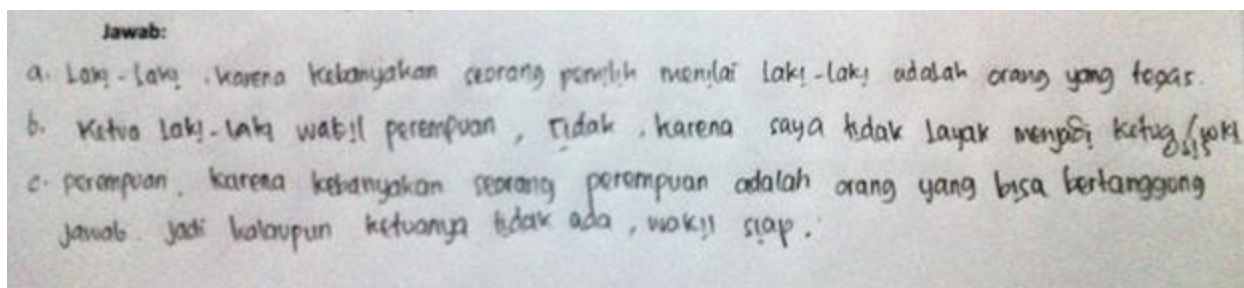 Jawab:
a. Laki-Laki, karena kebanyakan seorang pemilih menilai laki-laki adalah orang yang tegas.
b. Ketua Laki-laki wakil perempuan, Tidak, karena saya tidak Layak menjadi ketua osis/wakil
c. perempuan, karena kebanyakan seorang perempuan adalah orang yang bisa bertanggung
jawab. jadi kalaupun ketuanya tidak ada, wakil siap.